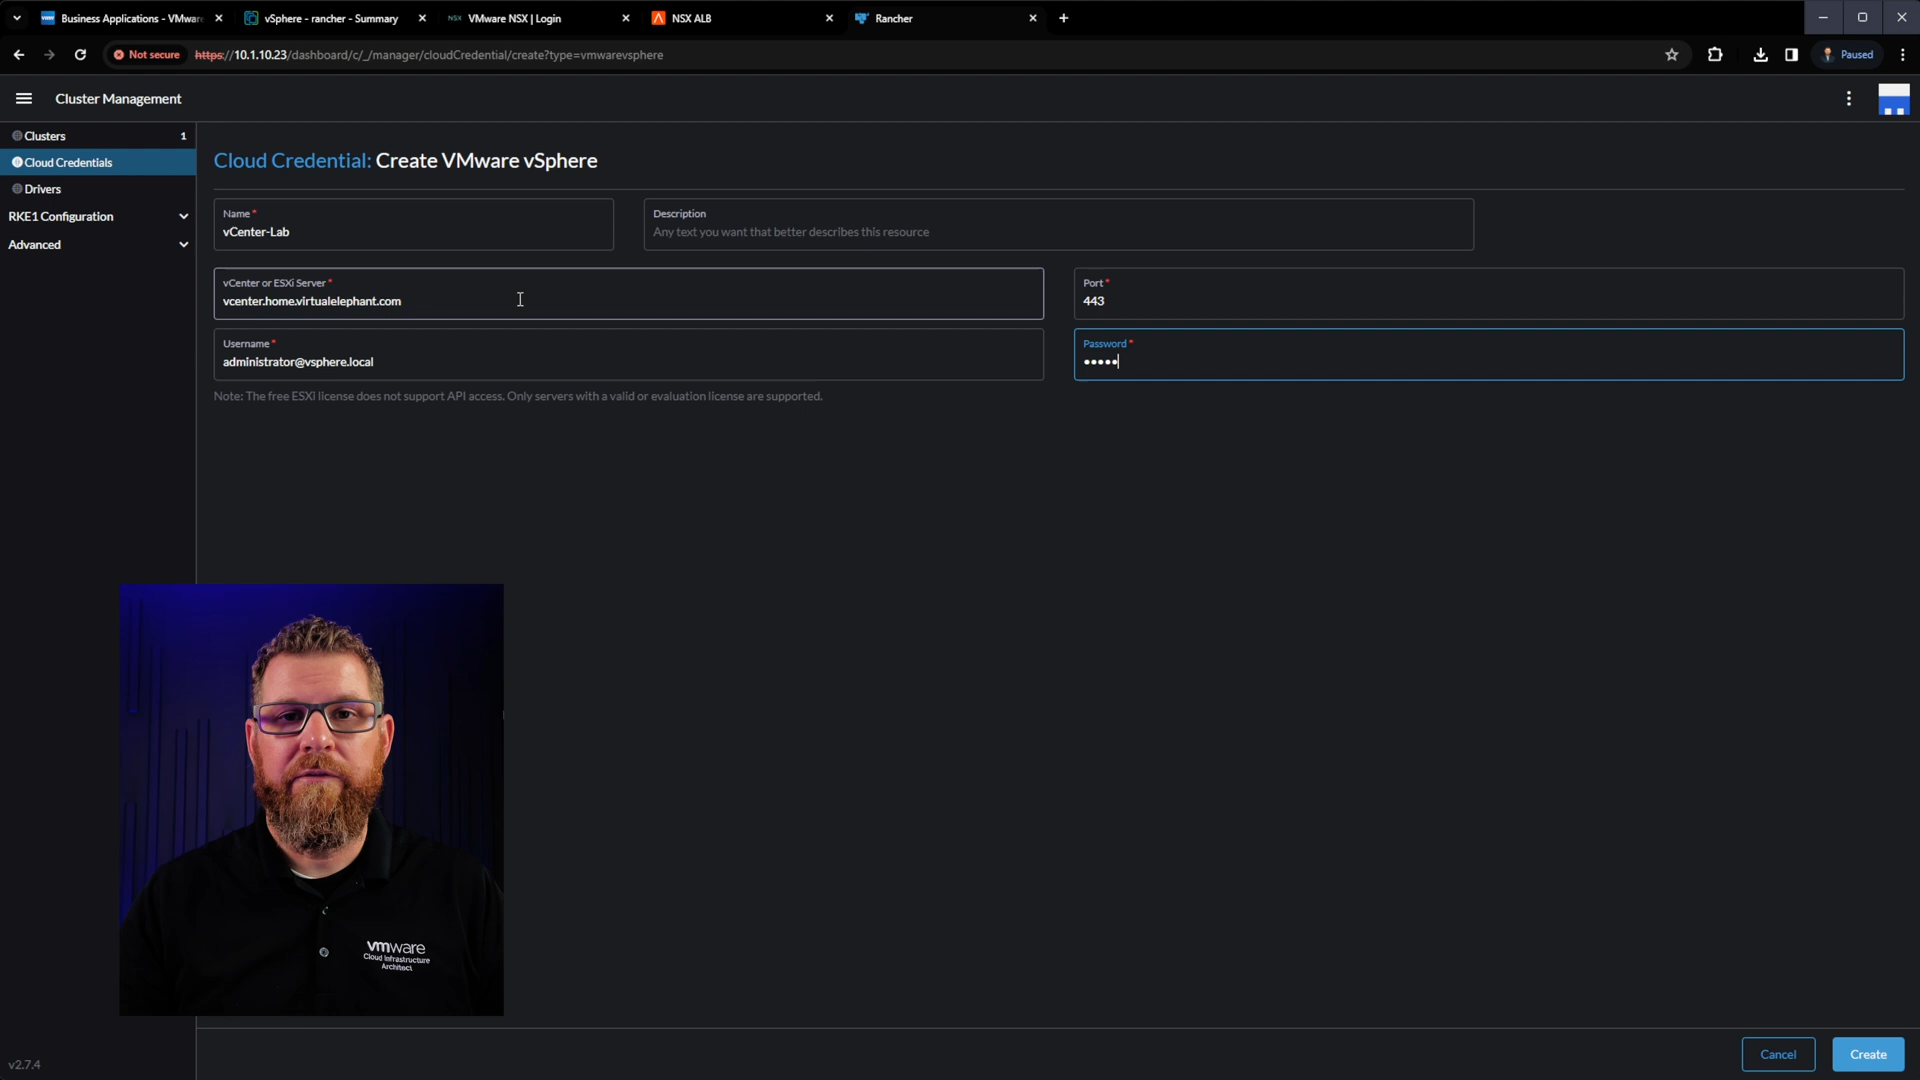 Business Applications - VMware
vSphere - rancher - Summary
NSX VMware NSX | Login
NSX ALB
Rancher
Not secure https://10.1.10.23/dashboard/c/_/manager/cloudCredential/create?type=vmwarevsphere
Paused
Cluster Management
Clusters 1
Cloud Credentials
Drivers
RKE1 Configuration
Advanced
Cloud Credential: Create VMware vSphere
Name *
vCenter-Lab
Description
Any text you want that better describes this resource
vCenter or ESXi Server *
vcenter.home.virtualelephant.com
Port *
443
Username *
administrator@vsphere.local
Password *
•••••
Note: The free ESXi license does not support API access. Only servers with a valid or evaluation license are supported.
vmware
Cloud Infrastructure
Architect
v2.7.4
Cancel
Create